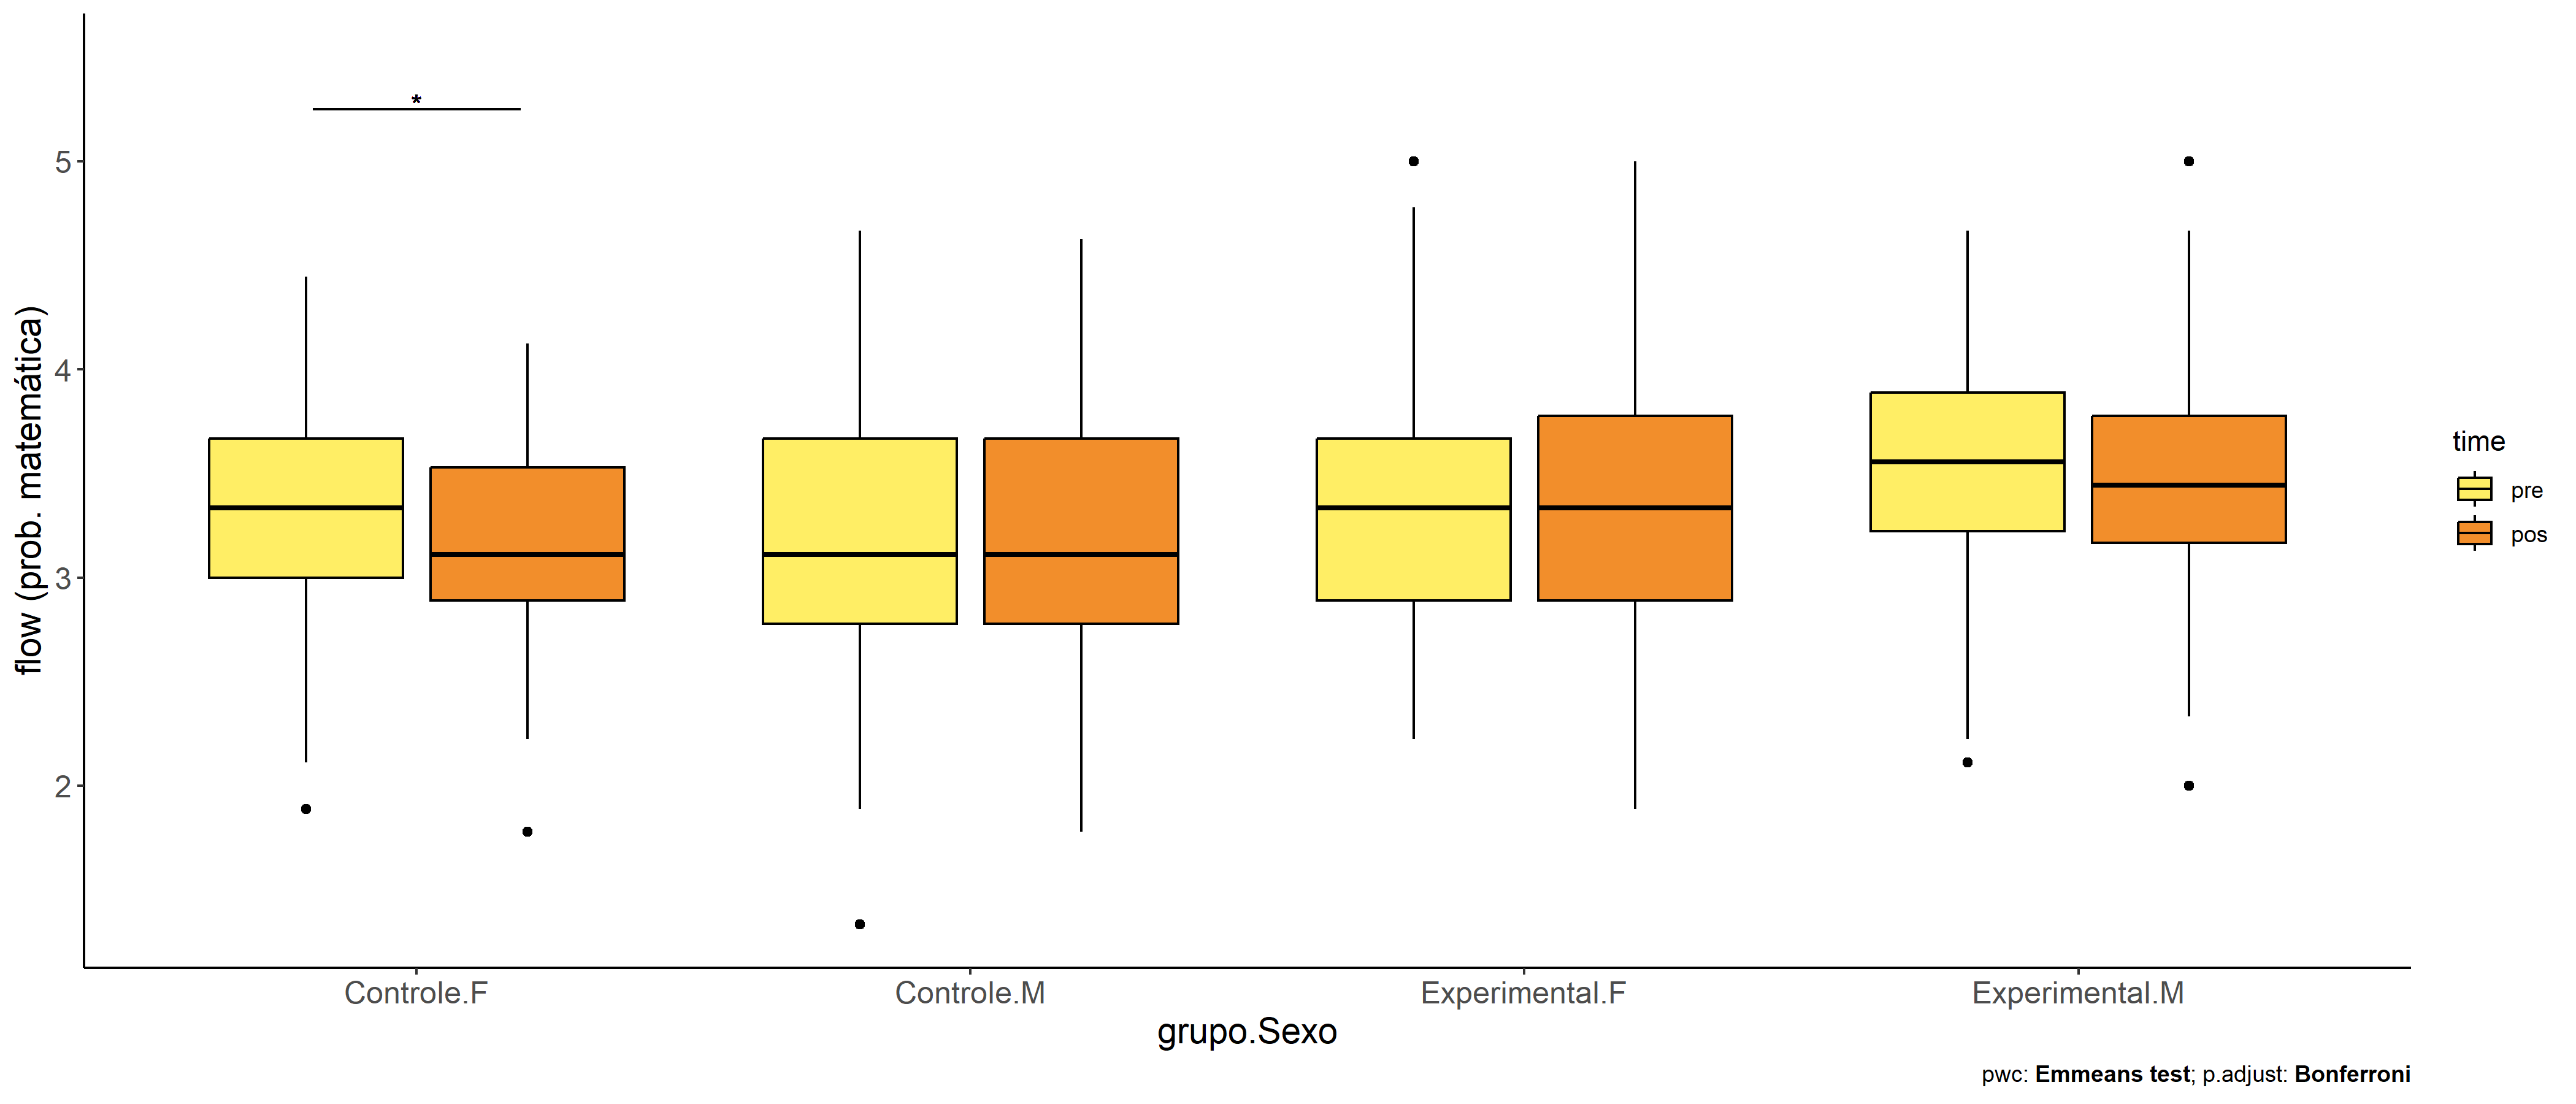 *
5
4
3
2
flow (prob. matemática)
Controle.F
Controle.M
Experimental.F
Experimental.M
grupo.Sexo
time
pre
pos
pwc: Emmeans test; p.adjust: Bonferroni